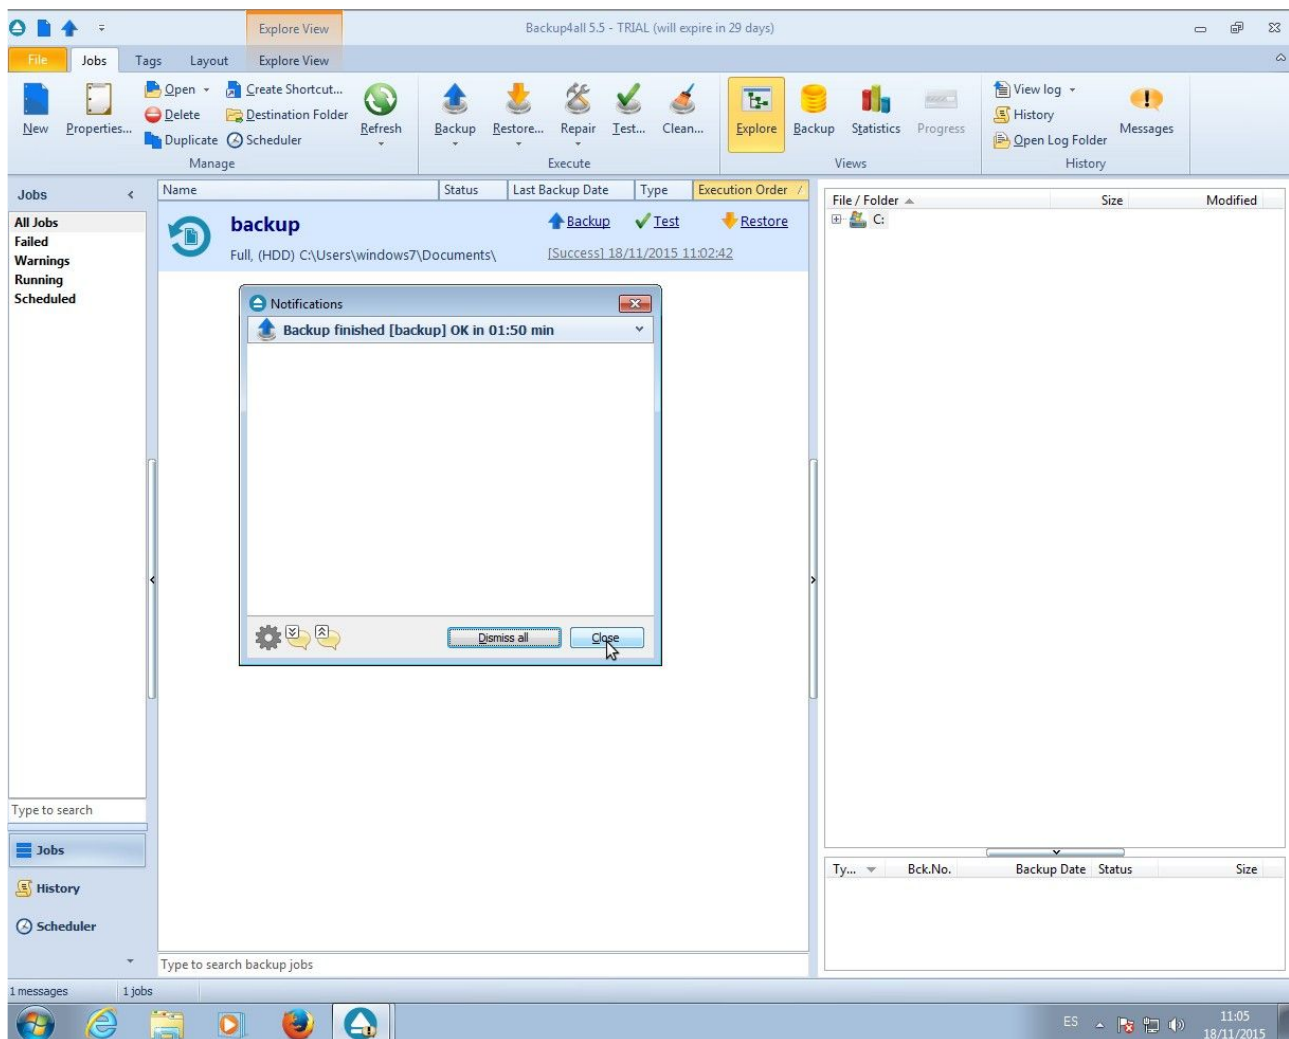 Explore View
Backup4all 5.5 - TRIAL (will expire in 29 days)
File Jobs Tags Layout Explore View
New
Properties...
Open
Delete
Duplicate
Create Shortcut...
Destination Folder
Scheduler
Refresh
Manage
Backup
Restore...
Repair
Test...
Clean...
Execute
Explore
Backup
Statistics
Progress
Views
View log
History
Open Log Folder
Messages
History
Jobs
All Jobs
Failed
Warnings
Running
Scheduled
Type to search
Jobs
History
Scheduler
Name Status Last Backup Date Type Execution Order
backup Backup Test Restore
Full, (HDD) C:\Users\windows7\Documents\ [Success] 18/11/2015 11:02:42
Notifications
Backup finished [backup] OK in 01:50 min
Dismiss all Close
Type to search backup jobs
File / Folder Size Modified
C:
Ty... Bck.No. Backup Date Status Size
1 messages 1 jobs
ES 11:05
18/11/2015